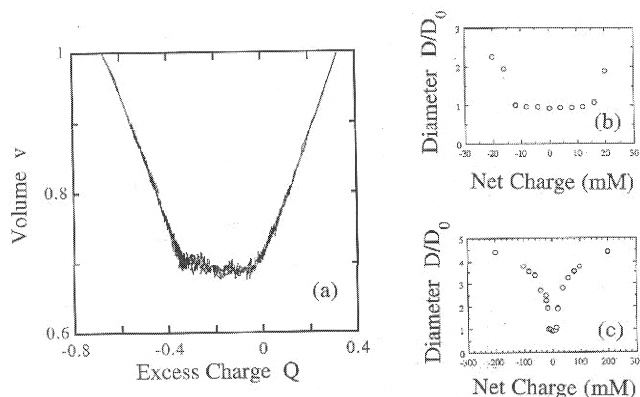 1
0.8
0.6
Volume v
(a)
-0.8 -0.4 0 0.4
Excess Charge Q
3
2
1
0
Diameter D/D0
(b)
-30 -20 -10 0 10 20 30
Net Charge (mM)
5
4
3
2
1
0
Diameter D/D0
(c)
-200 -100 0 100 200 300
Net Charge (mM)